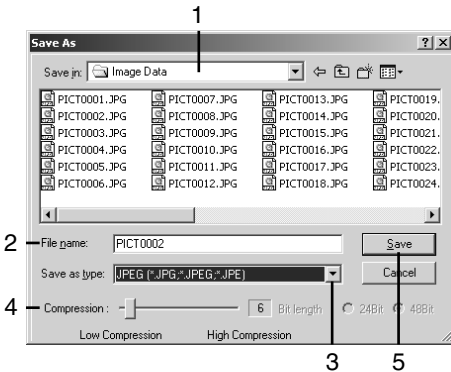 1
Save As
Save in: Image Data
PICT0001.JPG PICT0007.JPG PICT0013.JPG PICT0019.
PICT0002.JPG PICT0008.JPG PICT0014.JPG PICT0020.
PICT0003.JPG PICT0009.JPG PICT0015.JPG PICT0021.
PICT0004.JPG PICT0010.JPG PICT0016.JPG PICT0022.
PICT0005.JPG PICT0011.JPG PICT0017.JPG PICT0023.
PICT0006.JPG PICT0012.JPG PICT0018.JPG PICT0024.
2 File name: PICT0002 Save
Save as type: JPEG (*.JPG;*.JPEG;*.JPE) Cancel
4 Compression : 6 Bit length 24Bit 48Bit
Low Compression High Compression
3 5